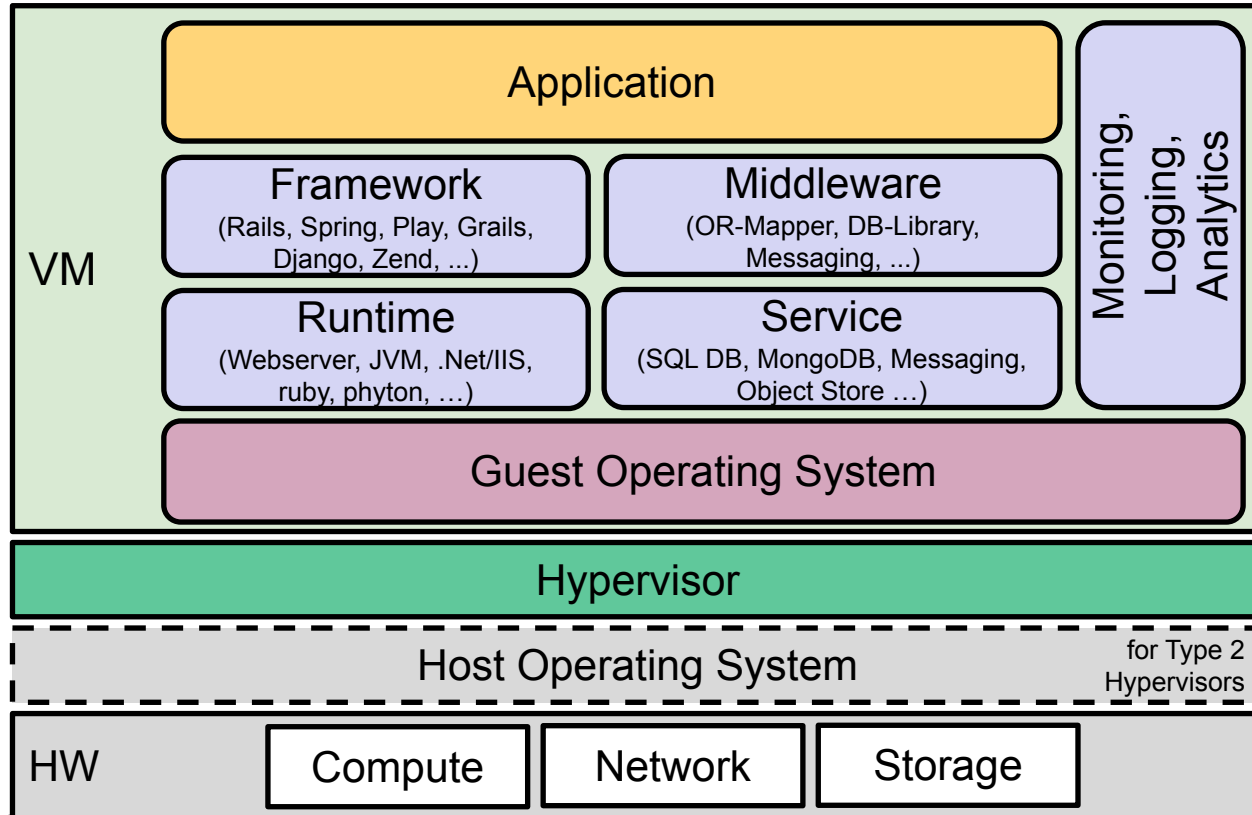 Application
Monitoring,
Logging,
Analytics
Framework
(Rails, Spring, Play, Grails,
Django, Zend, ...)
Middleware
(OR-Mapper, DB-Library,
Messaging, ...)
VM
Runtime
(Webserver, JVM, .Net/IIS,
ruby, phyton, …)
Service
(SQL DB, MongoDB, Messaging,
Object Store …)
Guest Operating System
Hypervisor
Host Operating System
for Type 2
Hypervisors
HW
Compute
Network
Storage